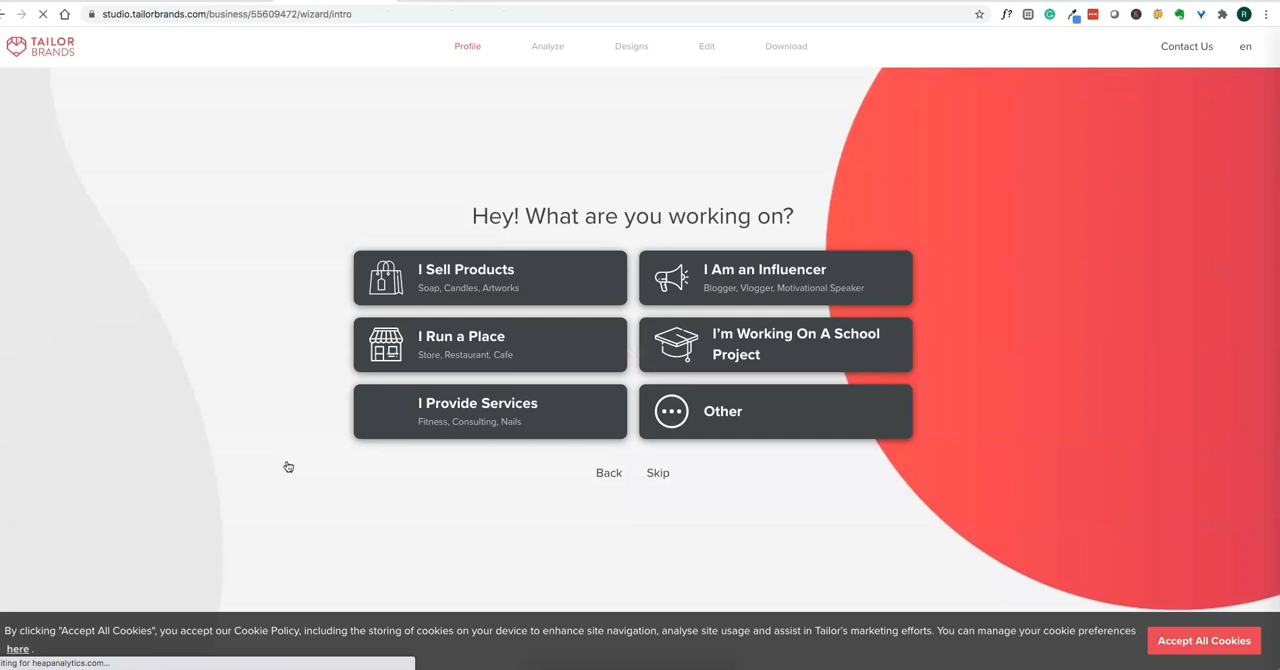 studio.tailorbrands.com/business/55609472/wizard/intro
TAILOR
BRANDS
Profile
Analyze
Designs
Edit
Download
Contact Us
en
Hey! What are you working on?
I Sell Products
Soap, Candles, Artworks
I Am an Influencer
Blogger, Vlogger, Motivational Speaker
I Run a Place
Store, Restaurant, Cafe
I'm Working On A School
Project
I Provide Services
Fitness, Consulting, Nails
Other
Back
Skip
By clicking "Accept All Cookies", you accept our Cookie Policy, including the storing of cookies on your device to enhance site navigation, analyse site usage and assist in Tailor's marketing efforts. You can manage your cookie preferences
here .
Accept All Cookies
iting for heapanalytics.com...
f?
R